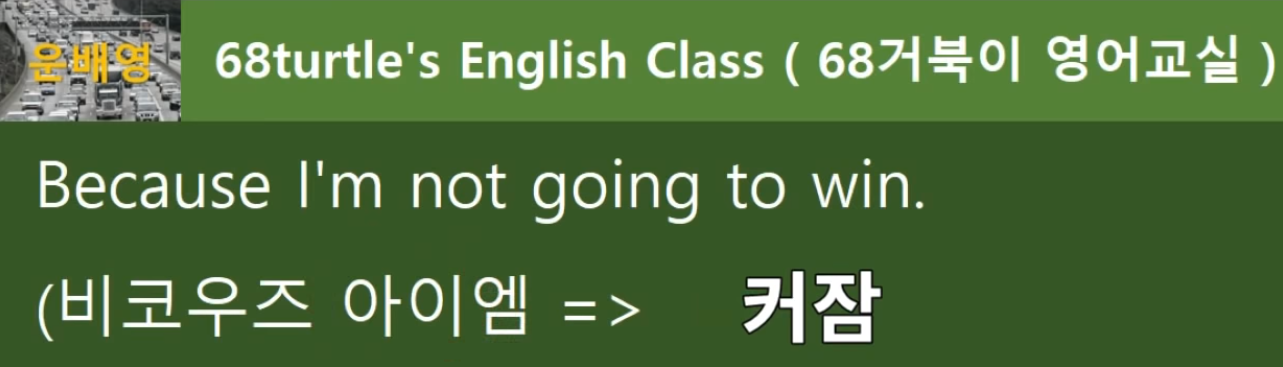 운배영
68turtle's English Class ( 68거북이 영어교실 )
Because I'm not going to win.
(비코우즈 아이엠 => 커잠